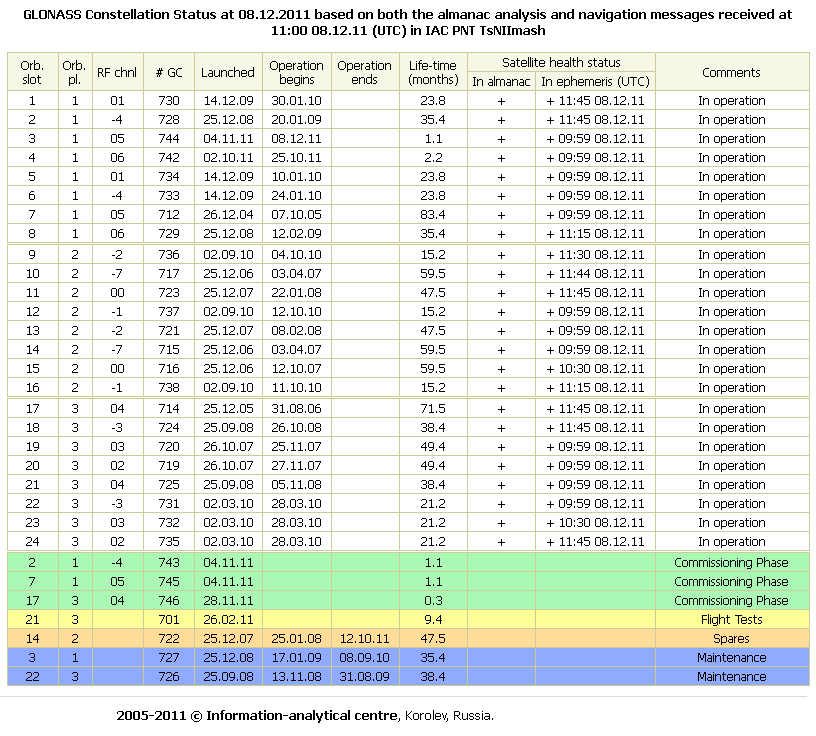 GLONASS Constellation Status at 08.12.2011 based on both the almanac analysis and navigation messages received at
11:00 08.12.11 (UTC) in IAC PNT TsNIImash
Orb. slot Orb. pl. RF chnl # GC Launched Operation begins Operation ends Life-time (months) Satellite health status Comments
In almanac In ephemeris (UTC)
1 1 01 730 14.12.09 30.01.10 23.8 + + 11:45 08.12.11 In operation
2 1 -4 728 25.12.08 20.01.09 35.4 + + 11:45 08.12.11 In operation
3 1 05 744 04.11.11 08.12.11 1.1 + + 09:59 08.12.11 In operation
4 1 06 742 02.10.11 25.10.11 2.2 + + 09:59 08.12.11 In operation
5 1 01 734 14.12.09 10.01.10 23.8 + + 09:59 08.12.11 In operation
6 1 -4 733 14.12.09 24.01.10 23.8 + + 09:59 08.12.11 In operation
7 1 05 712 26.12.04 07.10.05 83.4 + + 09:59 08.12.11 In operation
8 1 06 729 25.12.08 12.02.09 35.4 + + 11:15 08.12.11 In operation
9 2 -2 736 02.09.10 04.10.10 15.2 + + 11:30 08.12.11 In operation
10 2 -7 717 25.12.06 03.04.07 59.5 + + 11:44 08.12.11 In operation
11 2 00 723 25.12.07 22.01.08 47.5 + + 11:45 08.12.11 In operation
12 2 -1 737 02.09.10 12.10.10 15.2 + + 09:59 08.12.11 In operation
13 2 -2 721 25.12.07 08.02.08 47.5 + + 09:59 08.12.11 In operation
14 2 -7 715 25.12.06 03.04.07 59.5 + + 09:59 08.12.11 In operation
15 2 00 716 25.12.06 12.10.07 59.5 + + 10:30 08.12.11 In operation
16 2 -1 738 02.09.10 11.10.10 15.2 + + 11:15 08.12.11 In operation
17 3 04 714 25.12.05 31.08.06 71.5 + + 11:45 08.12.11 In operation
18 3 -3 724 25.09.08 26.10.08 38.4 + + 11:45 08.12.11 In operation
19 3 03 720 26.10.07 25.11.07 49.4 + + 09:59 08.12.11 In operation
20 3 02 719 26.10.07 27.11.07 49.4 + + 09:59 08.12.11 In operation
21 3 04 725 25.09.08 05.11.08 38.4 + + 09:59 08.12.11 In operation
22 3 -3 731 02.03.10 28.03.10 21.2 + + 09:59 08.12.11 In operation
23 3 03 732 02.03.10 28.03.10 21.2 + + 10:30 08.12.11 In operation
24 3 02 735 02.03.10 28.03.10 21.2 + + 11:45 08.12.11 In operation
2 1 -4 743 04.11.11 1.1 Commissioning Phase
7 1 05 745 04.11.11 1.1 Commissioning Phase
17 3 04 746 28.11.11 0.3 Commissioning Phase
21 3 701 26.02.11 9.4 Flight Tests
14 2 722 25.12.07 25.01.08 12.10.11 47.5 Spares
3 1 727 25.12.08 17.01.09 08.09.10 35.4 Maintenance
22 3 726 25.09.08 13.11.08 31.08.09 38.4 Maintenance
2005-2011 © Information-analytical centre, Korolev, Russia.